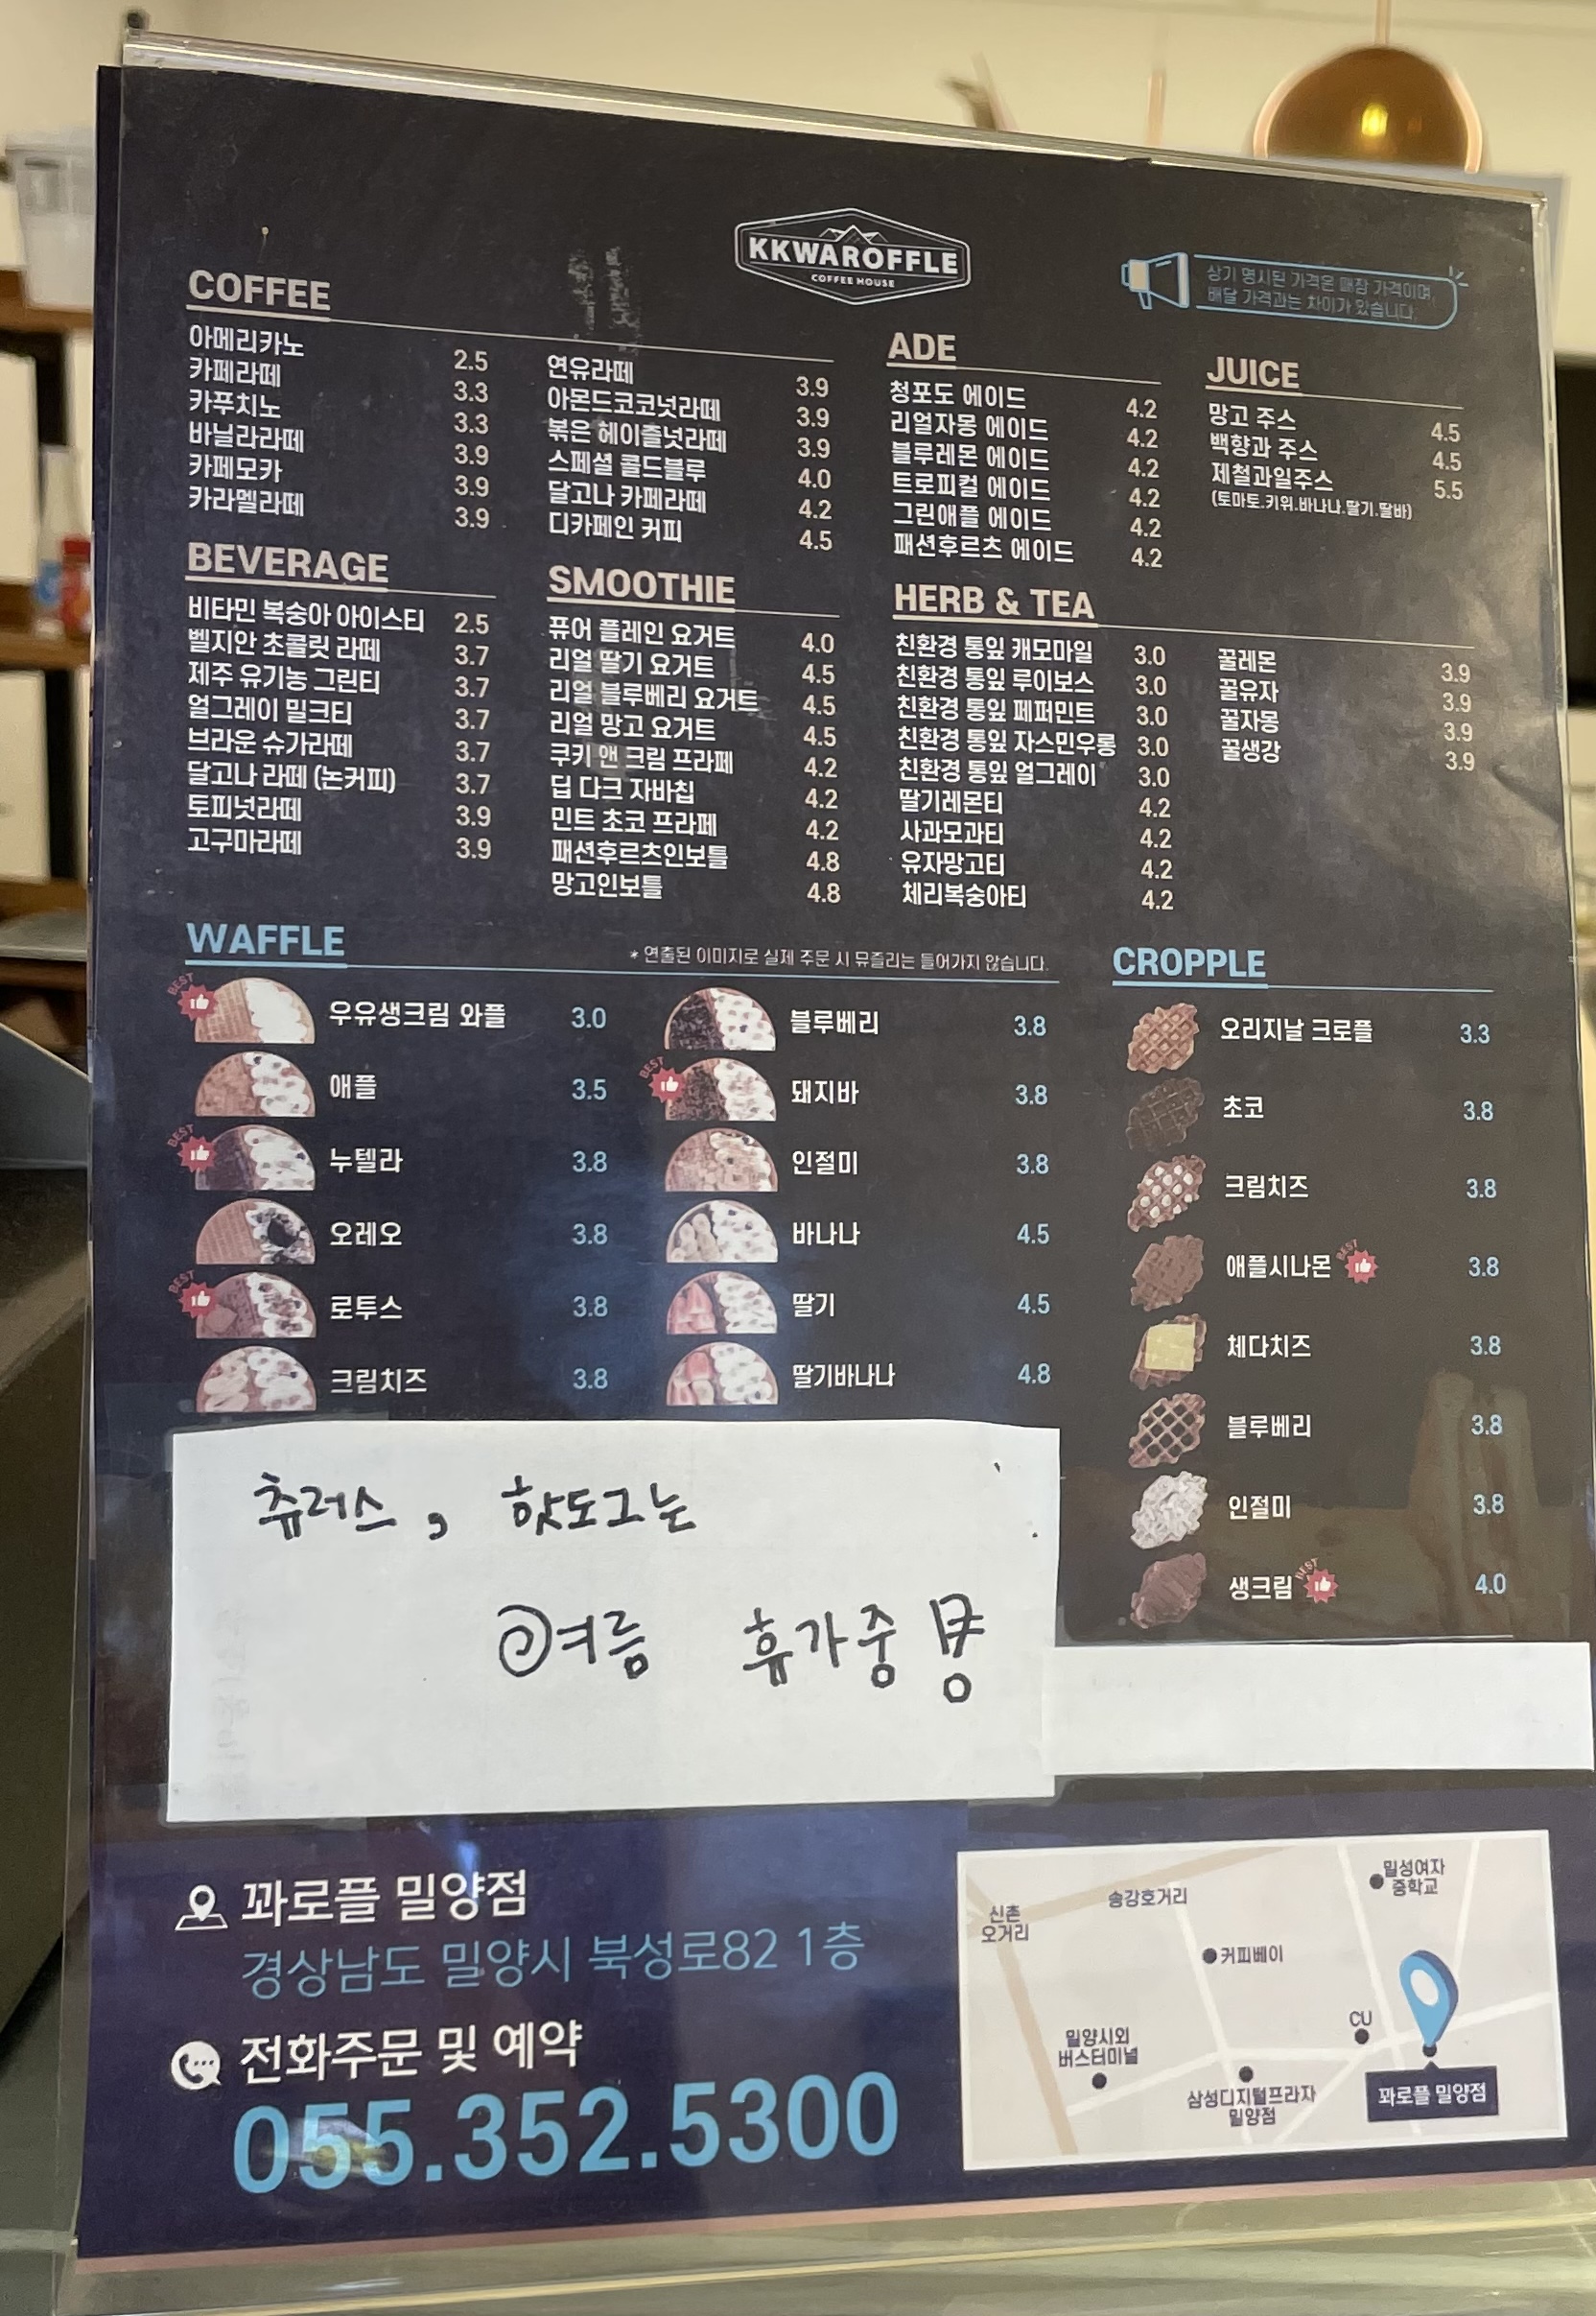 KKWAROFFLE
COFFEE HOUSE
상기 명시된 가격은 매장 가격이며,
배달 가격과는 차이가 있습니다.
COFFEE
아메리카노 2.5
카페라떼 3.3
카푸치노 3.3
바닐라라떼 3.9
카페모카 3.9
카라멜라떼 3.9
연유라떼 3.9
아몬드코코넛라떼 3.9
볶은 헤이즐넛라떼 3.9
스페셜 콜드블루 4.0
달고나 카페라떼 4.2
디카페인 커피 4.5
ADE
청포도 에이드 4.2
리얼자몽 에이드 4.2
블루레몬 에이드 4.2
트로피컬 에이드 4.2
그린애플 에이드 4.2
패션후르츠 에이드 4.2
JUICE
망고 주스 4.5
백향과 주스 4.5
제철과일주스 5.5
(토마토.키위.바나나.딸기.딸바)
BEVERAGE
비타민 복숭아 아이스티 2.5
벨지안 초콜릿 라떼 3.7
제주 유기농 그린티 3.7
얼그레이 밀크티 3.7
브라운 슈가라떼 3.7
달고나 라떼 (논커피) 3.7
토피넛라떼 3.9
고구마라떼 3.9
SMOOTHIE
퓨어 플레인 요거트 4.0
리얼 딸기 요거트 4.5
리얼 블루베리 요거트 4.5
리얼 망고 요거트 4.5
쿠키 앤 크림 프라페 4.2
딥 다크 자바칩 4.2
민트 초코 프라페 4.2
패션후르츠인보틀 4.8
망고인보틀 4.8
HERB & TEA
친환경 통잎 캐모마일 3.0
친환경 통잎 루이보스 3.0
친환경 통잎 페퍼민트 3.0
친환경 통잎 자스민우롱 3.0
친환경 통잎 얼그레이 3.0
딸기레몬티 4.2
사과모과티 4.2
유자망고티 4.2
체리복숭아티 4.2
꿀레몬 3.9
꿀유자 3.9
꿀자몽 3.9
꿀생강 3.9
WAFFLE
* 연출된 이미지로 실제 주문 시 뮤즐리는 들어가지 않습니다.
BEST 우유생크림 와플 3.0
애플 3.5
BEST 누텔라 3.8
오레오 3.8
BEST 로투스 3.8
크림치즈 3.8
블루베리 3.8
BEST 돼지바 3.8
인절미 3.8
바나나 4.5
딸기 4.5
딸기바나나 4.8
CROPPLE
오리지날 크로플 3.3
초코 3.8
크림치즈 3.8
애플시나몬 BEST 3.8
체다치즈 3.8
블루베리 3.8
인절미 3.8
생크림 BEST 4.0
츄러스, 핫도그는
여름 휴가중
꽈로플 밀양점
경상남도 밀양시 북성로82 1층
전화주문 및 예약
055.352.5300
밀성여자
중학교
송강호거리
신촌
오거리
커피베이
CU
밀양시외
버스터미널
삼성디지털프라자
밀양점
꽈로플 밀양점